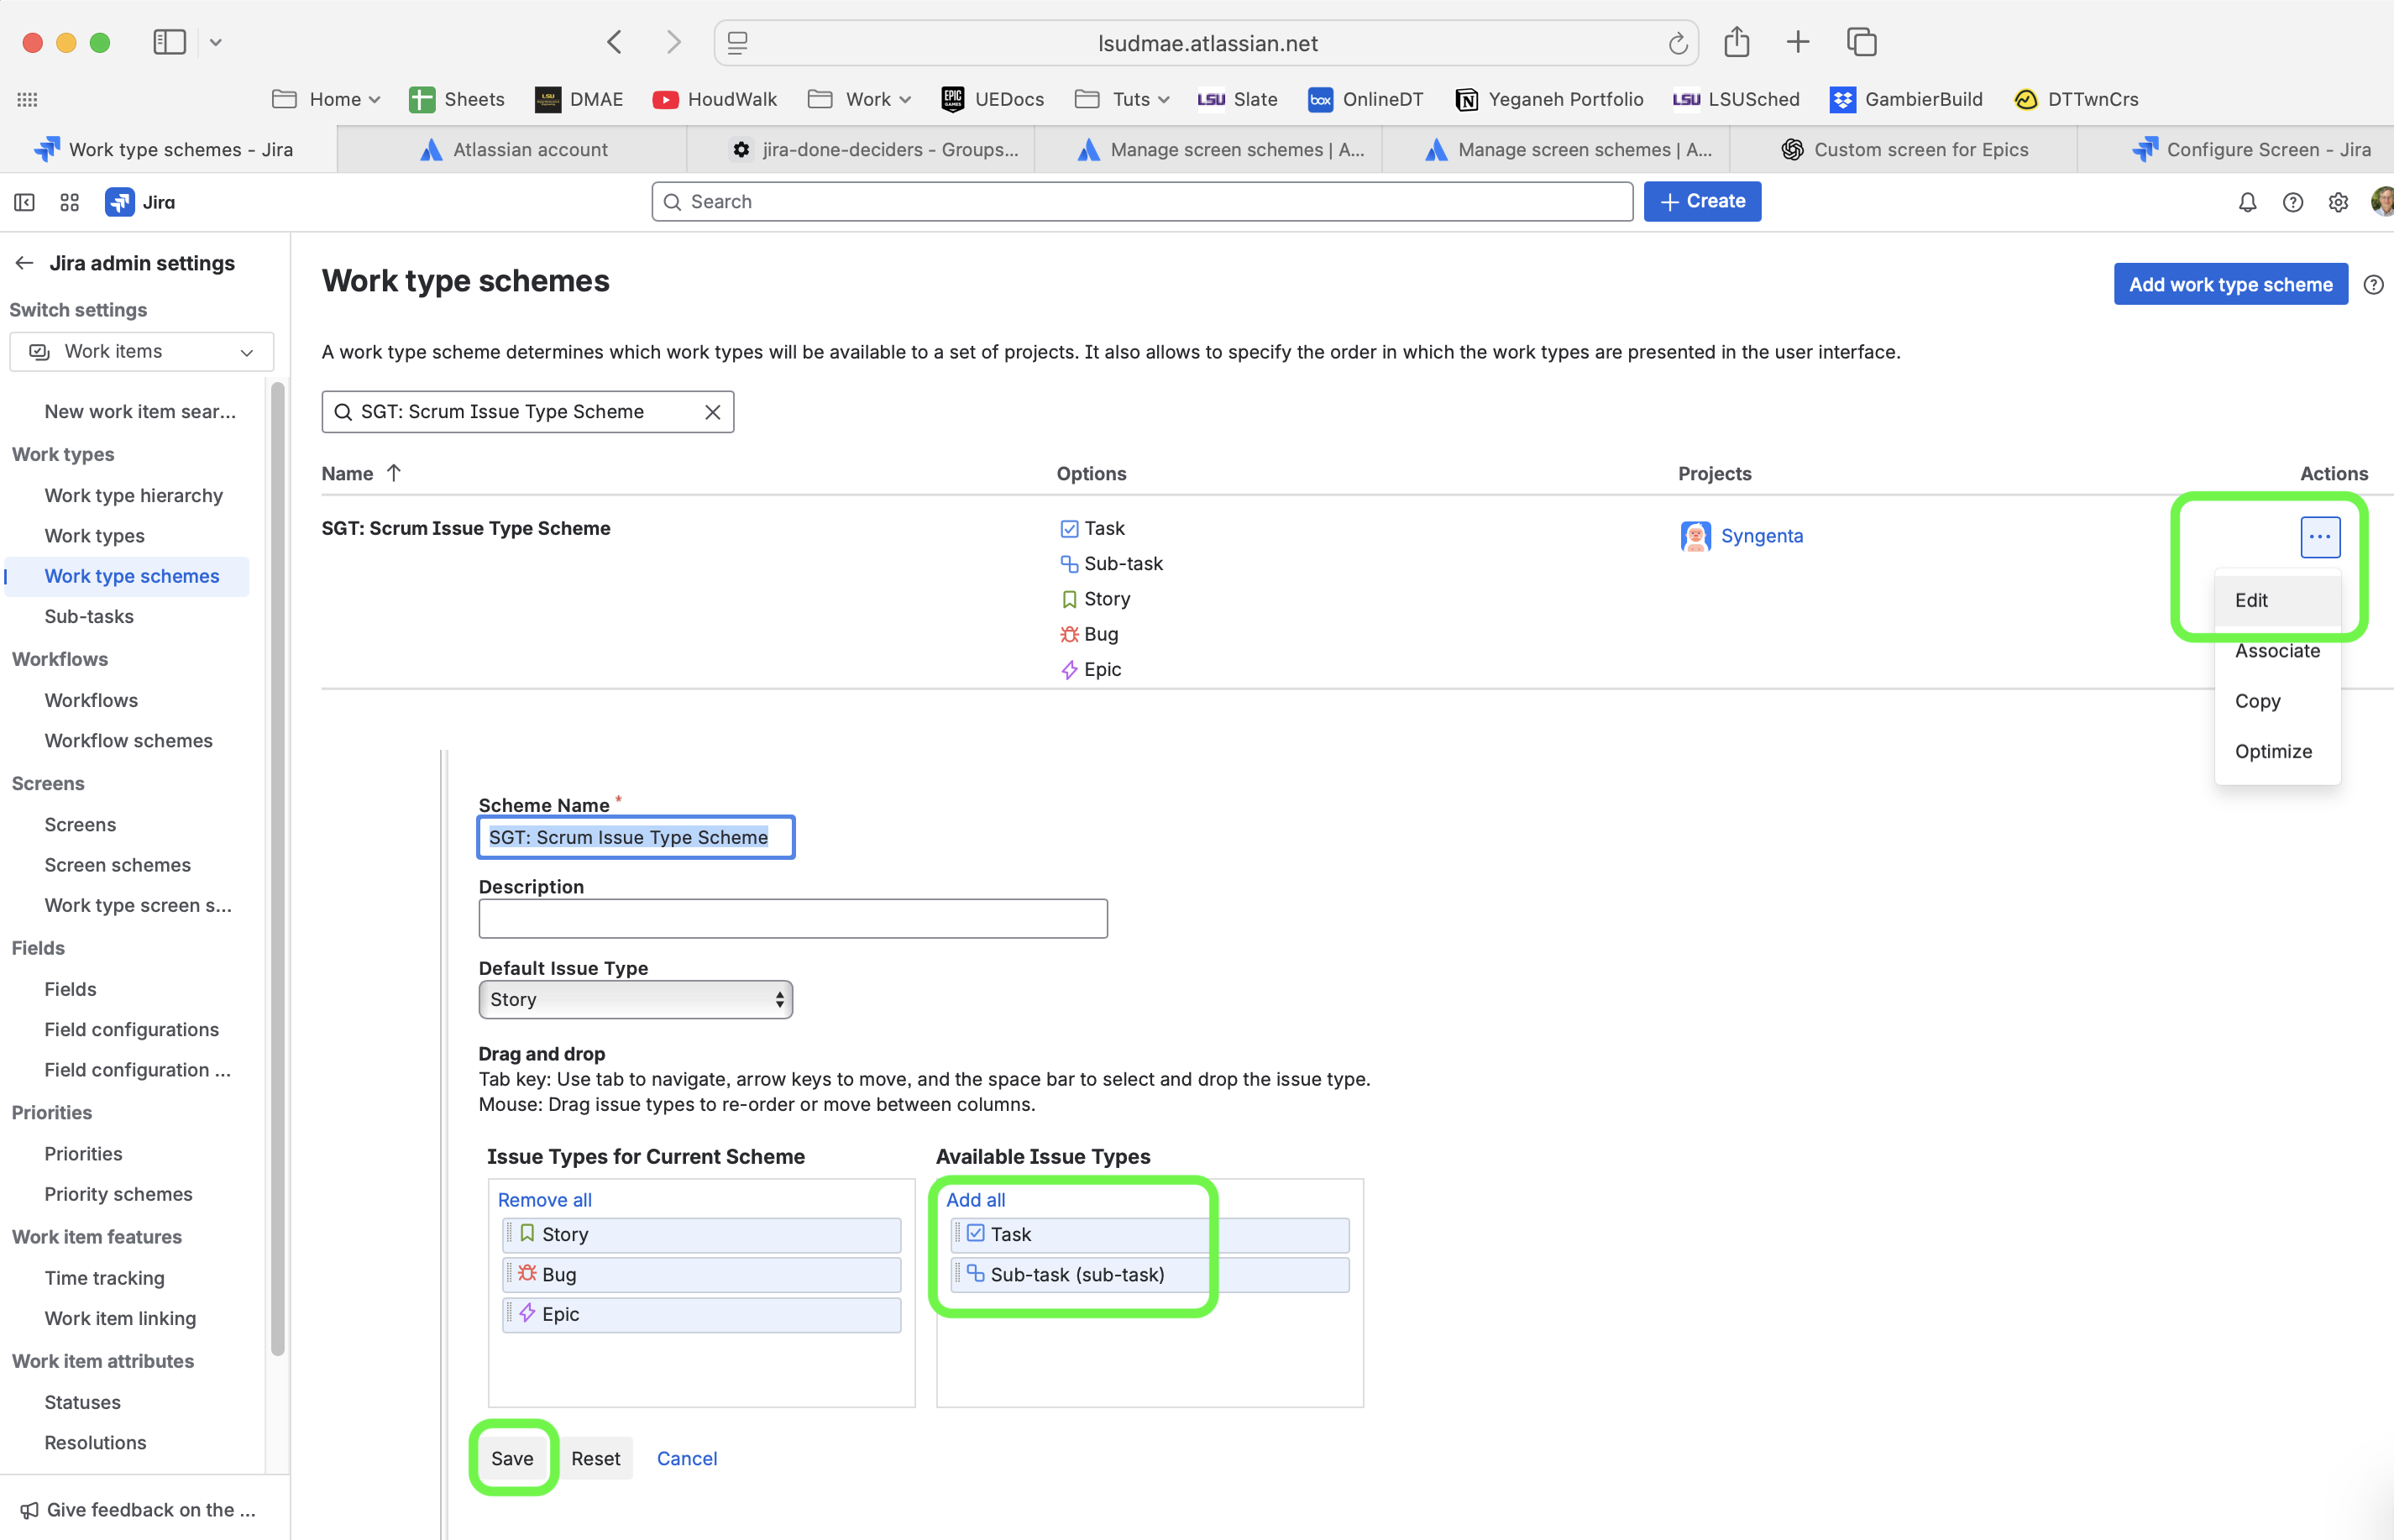 lsudmae.atlassian.net
Home Sheets LSU DMAE HoudWalk Work EPIC GAMES UEDocs Tuts LSU Slate box OnlineDT Yeganeh Portfolio LSU LSUSched GambierBuild DTTwnCrs
Work type schemes - Jira Atlassian account jira-done-deciders - Groups... Manage screen schemes | A... Manage screen schemes | A... Custom screen for Epics Configure Screen - Jira
Jira Search + Create
Jira admin settings
Switch settings
Work items
New work item sear...
Work types
Work type hierarchy
Work types
Work type schemes
Sub-tasks
Workflows
Workflows
Workflow schemes
Screens
Screens
Screen schemes
Work type screen s...
Fields
Fields
Field configurations
Field configuration ...
Priorities
Priorities
Priority schemes
Work item features
Time tracking
Work item linking
Work item attributes
Statuses
Resolutions
Give feedback on the ...
Work type schemes
Add work type scheme
A work type scheme determines which work types will be available to a set of projects. It also allows to specify the order in which the work types are presented in the user interface.
SGT: Scrum Issue Type Scheme
Name Options Projects Actions
SGT: Scrum Issue Type Scheme
Task
Sub-task
Story
Bug
Epic
Syngenta
Edit
Associate
Copy
Optimize
Scheme Name *
SGT: Scrum Issue Type Scheme
Description
Default Issue Type
Story
Drag and drop
Tab key: Use tab to navigate, arrow keys to move, and the space bar to select and drop the issue type.
Mouse: Drag issue types to re-order or move between columns.
Issue Types for Current Scheme
Remove all
Story
Bug
Epic
Available Issue Types
Add all
Task
Sub-task (sub-task)
Save Reset Cancel